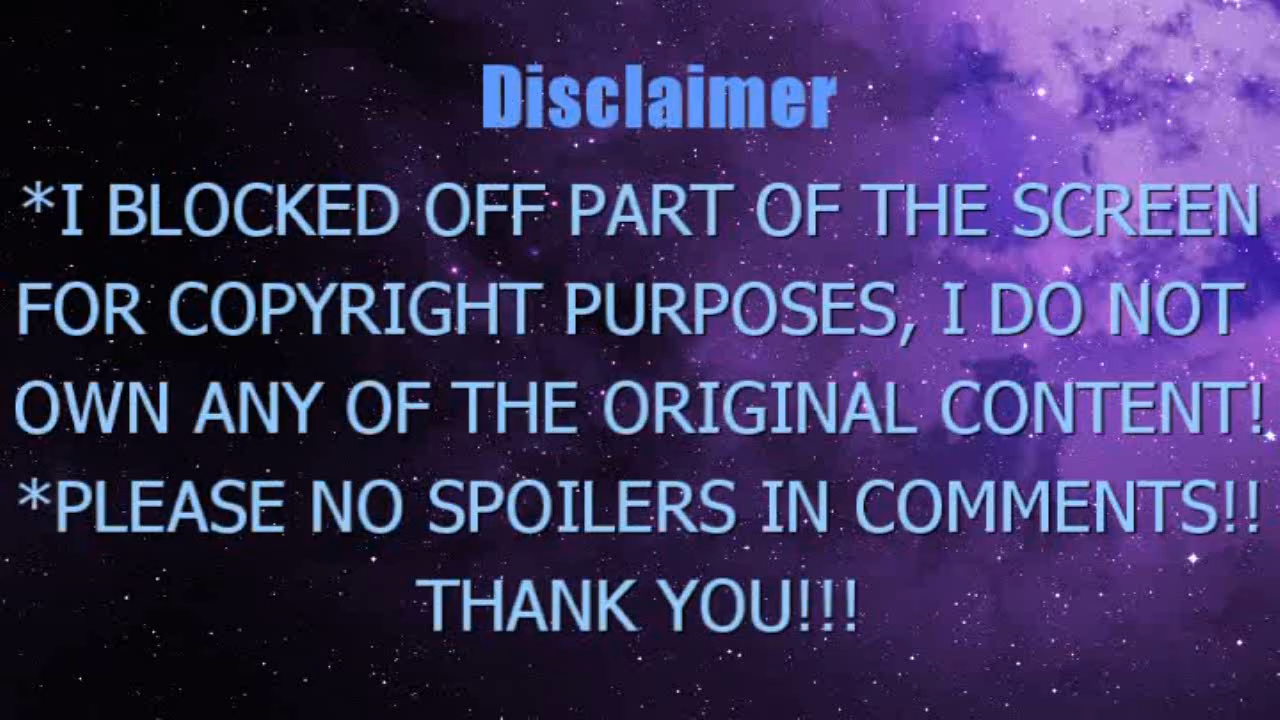 Disclaimer
*I BLOCKED OFF PART OF THE SCREEN
FOR COPYRIGHT PURPOSES, I DO NOT
OWN ANY OF THE ORIGINAL CONTENT!
*PLEASE NO SPOILERS IN COMMENTS!!
THANK YOU!!!